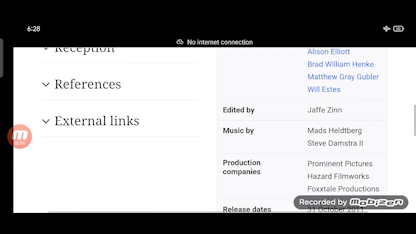 6:28
No internet connection
Reception
References
External links
Alison Elliott
Brad William Henke
Matthew Gray Gubler
Will Estes
Edited by
Jaffe Zinn
Music by
Mads Heldtberg
Steve Damstra II
Production
companies
Prominent Pictures
Hazard Filmworks
Foxxtale Productions
Release dates
Recorded by
Mobizen